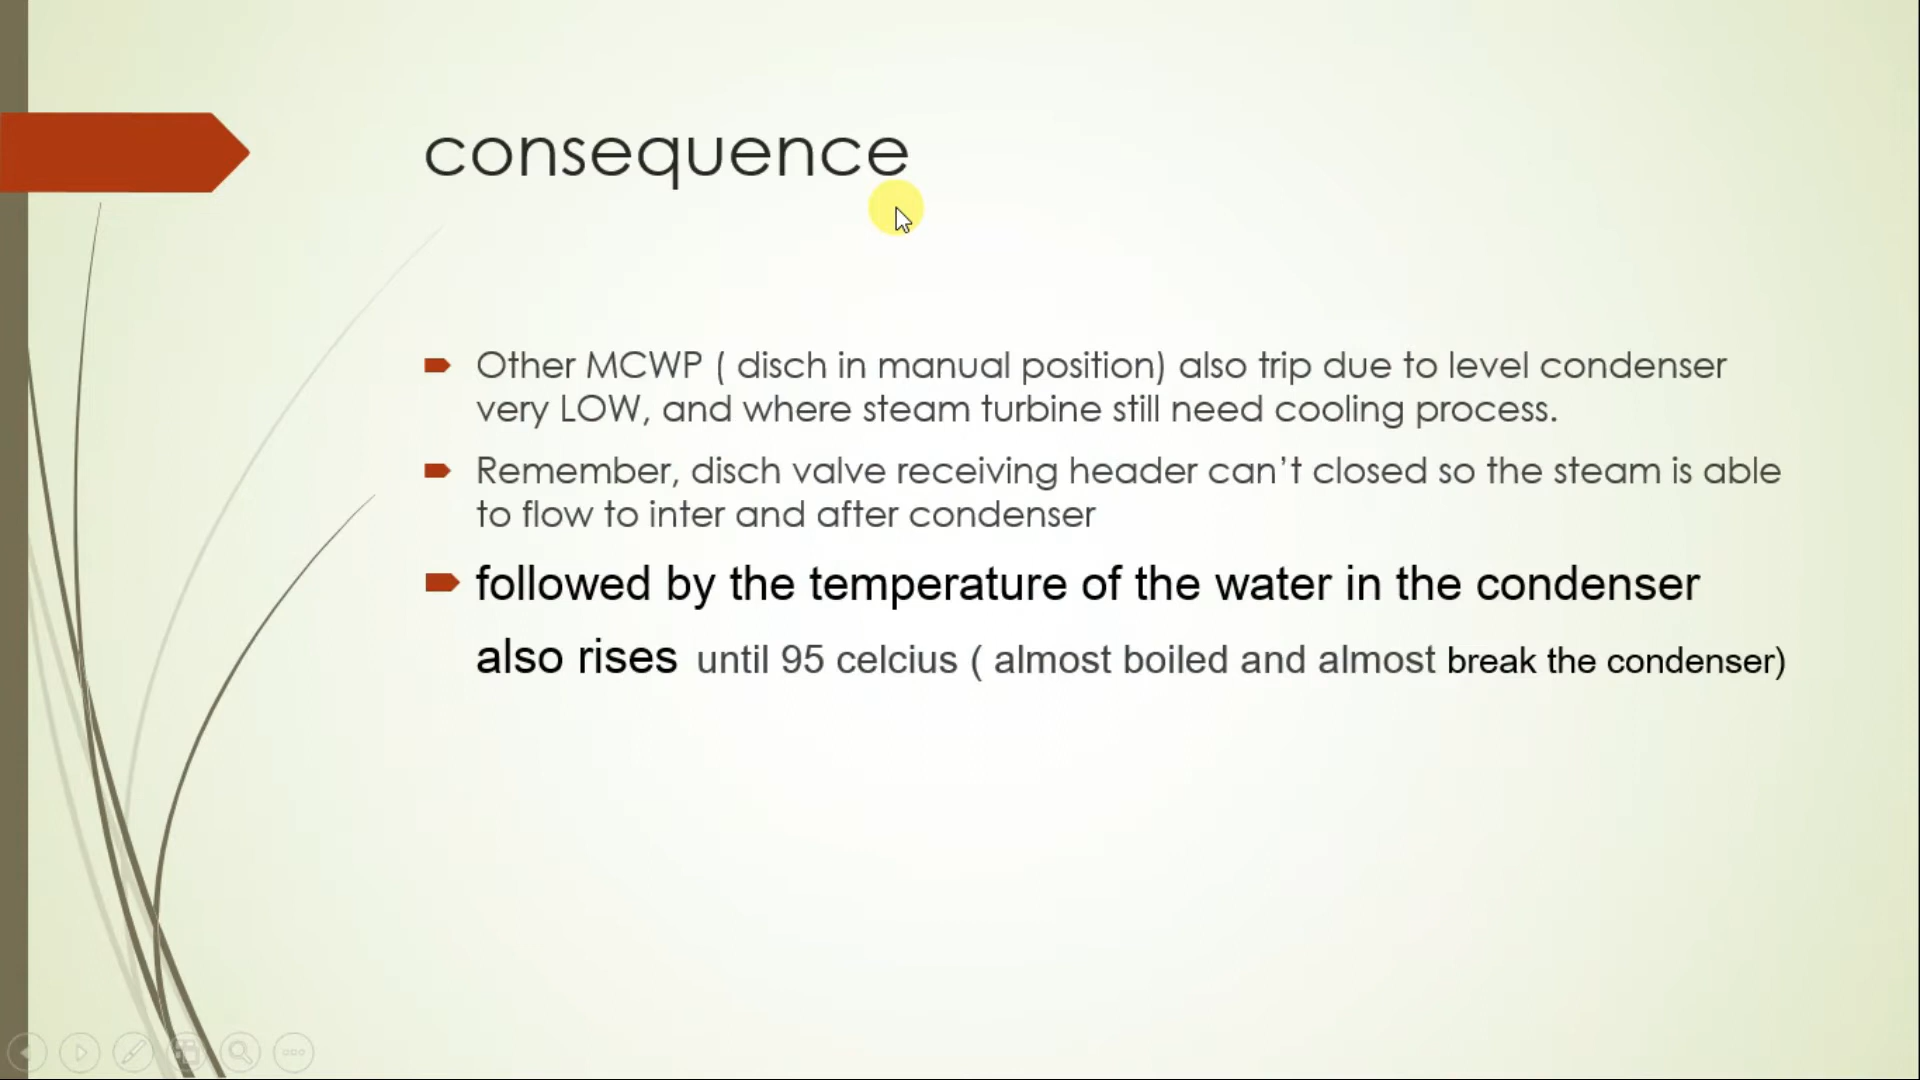 consequence
Other MCWP ( disch in manual position) also trip due to level condenser
very LOW, and where steam turbine still need cooling process.
Remember, disch valve receiving header can’t closed so the steam is able
to flow to inter and after condenser
followed by the temperature of the water in the condenser
also rises until 95 celcius ( almost boiled and almost break the condenser)